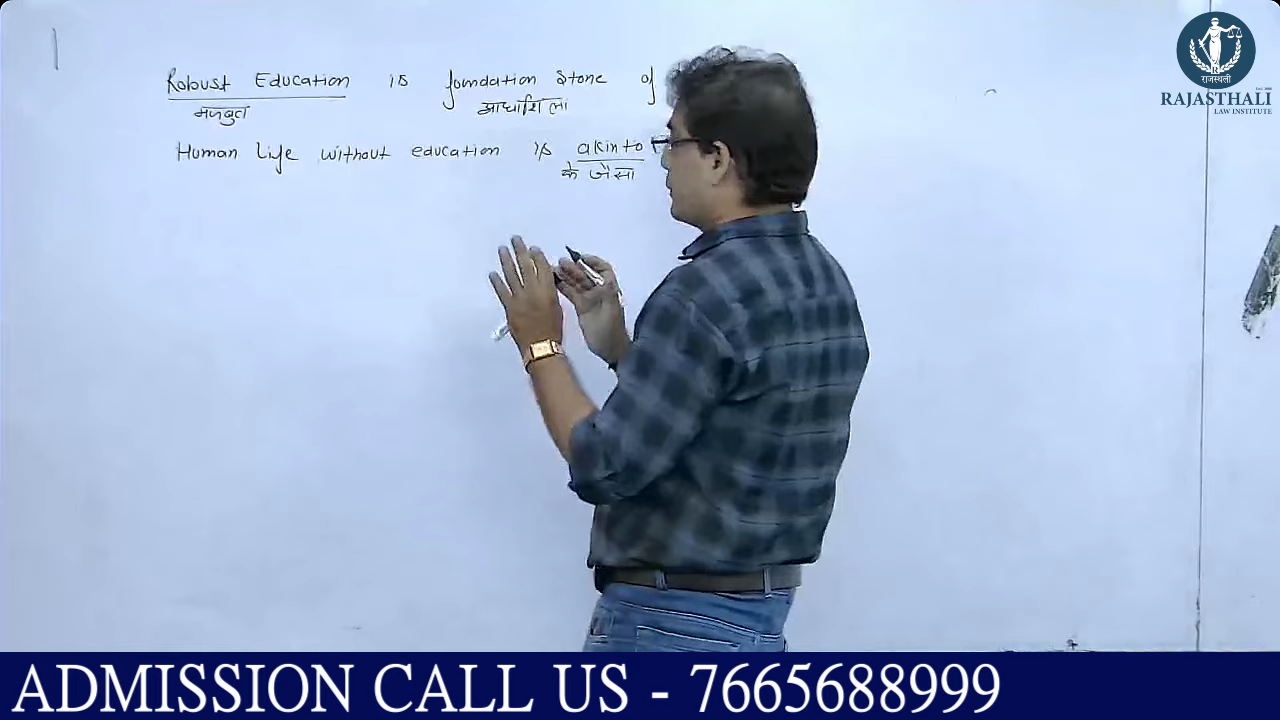 Robust Education is foundation Stone of
मजबुत आधारशिला
Human Life without education is akin to
के जैसा
राजस्थली
RAJASTHALI
LAW INSTITUTE
ADMISSION CALL US - 7665688999